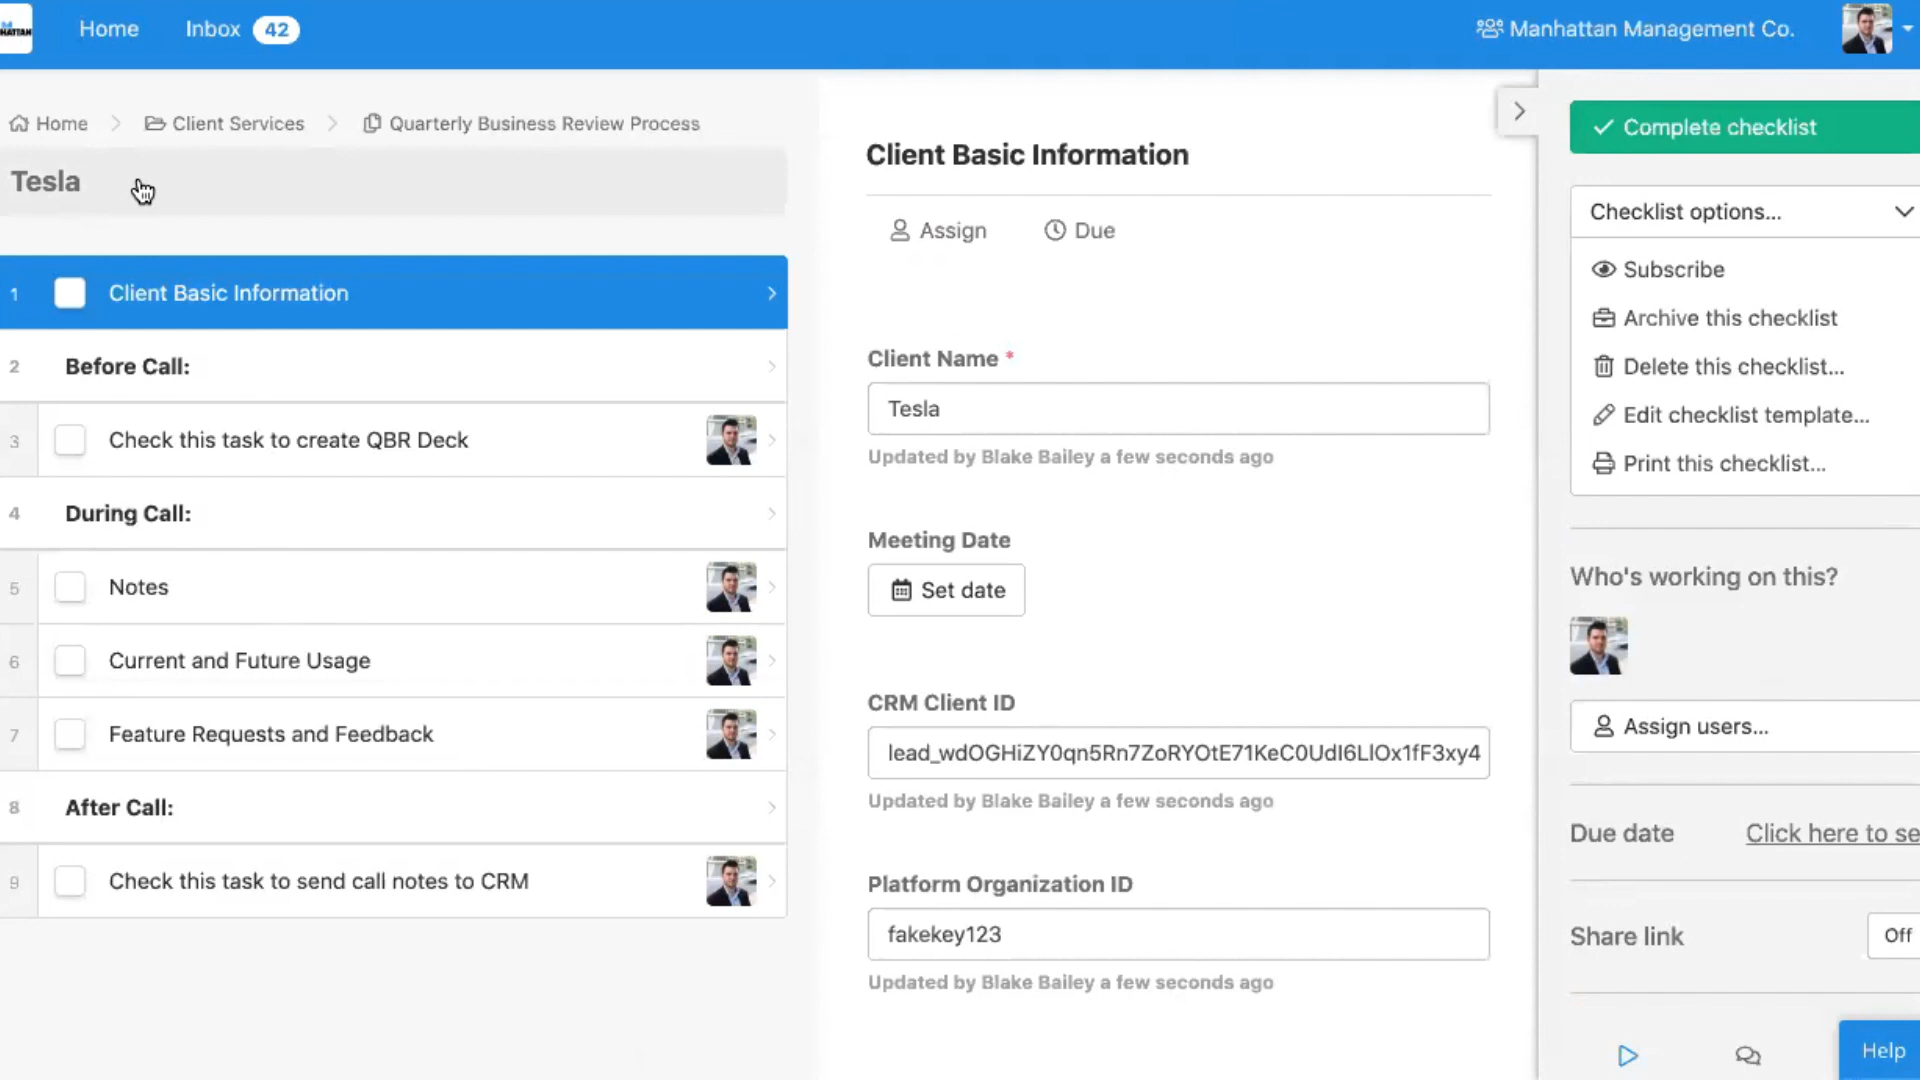 Home
Inbox 42
Manhattan Management Co.
Home
Client Services
Quarterly Business Review Process
Tesla
1 Client Basic Information
2 Before Call:
3 Check this task to create QBR Deck
4 During Call:
5 Notes
6 Current and Future Usage
7 Feature Requests and Feedback
8 After Call:
9 Check this task to send call notes to CRM
Client Basic Information
Assign
Due
Client Name *
Tesla
Updated by Blake Bailey a few seconds ago
Meeting Date
Set date
CRM Client ID
lead_wdOGHiZY0qn5Rn7ZoRYOtE71KeC0UdI6LlOx1fF3xy4
Updated by Blake Bailey a few seconds ago
Platform Organization ID
fakekey123
Updated by Blake Bailey a few seconds ago
Complete checklist
Checklist options...
Subscribe
Archive this checklist
Delete this checklist...
Edit checklist template...
Print this checklist...
Who's working on this?
Assign users...
Due date
Click here to se
Share link
Off
Help